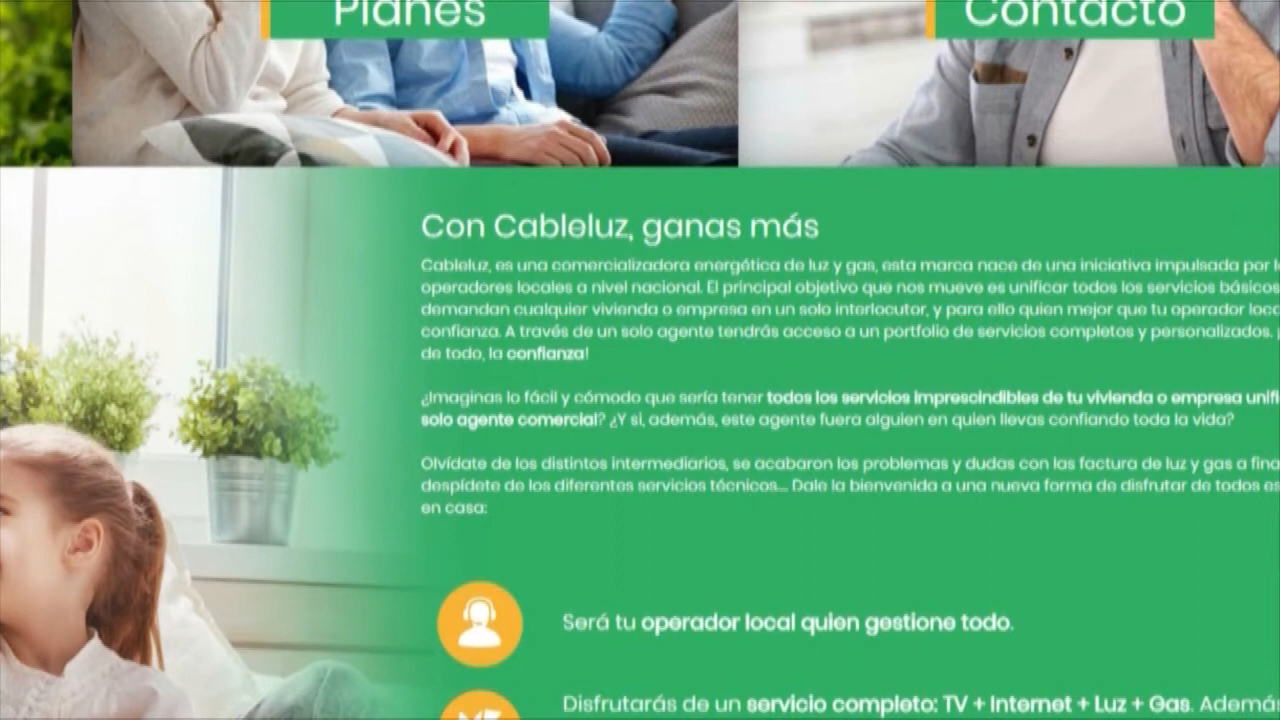 Planes
Contacto
Con Cableluz, ganas más
Cableluz, es una comercializadora energética de luz y gas, esta marca nace de una iniciativa impulsada por
operadores locales a nivel nacional. El principal objetivo que nos mueve es unificar todos los servicios básicos
demandan cualquier vivienda o empresa en un solo interlocutor, y para ello quien mejor que tu operador
confianza. A través de un solo agente tendrás acceso a un portfolio de servicios completos y personalizados.
de todo, la confianza!
¿Imaginas lo fácil y cómodo que sería tener todos los servicios imprescindibles de tu vivienda o empresa
solo agente comercial? ¿Y si, además, este agente fuera alguien en quien llevas confiando toda la vida?
Olvídate de los distintos intermediarios, se acabaron los problemas y dudas con las factura de luz y gas a
despídete de los diferentes servicios técnicos... Dale la bienvenida a una nueva forma de disfrutar de todos
en casa:
Será tu operador local quien gestione todo.
Disfrutarás de un servicio completo: TV + Internet + Luz + Gas.